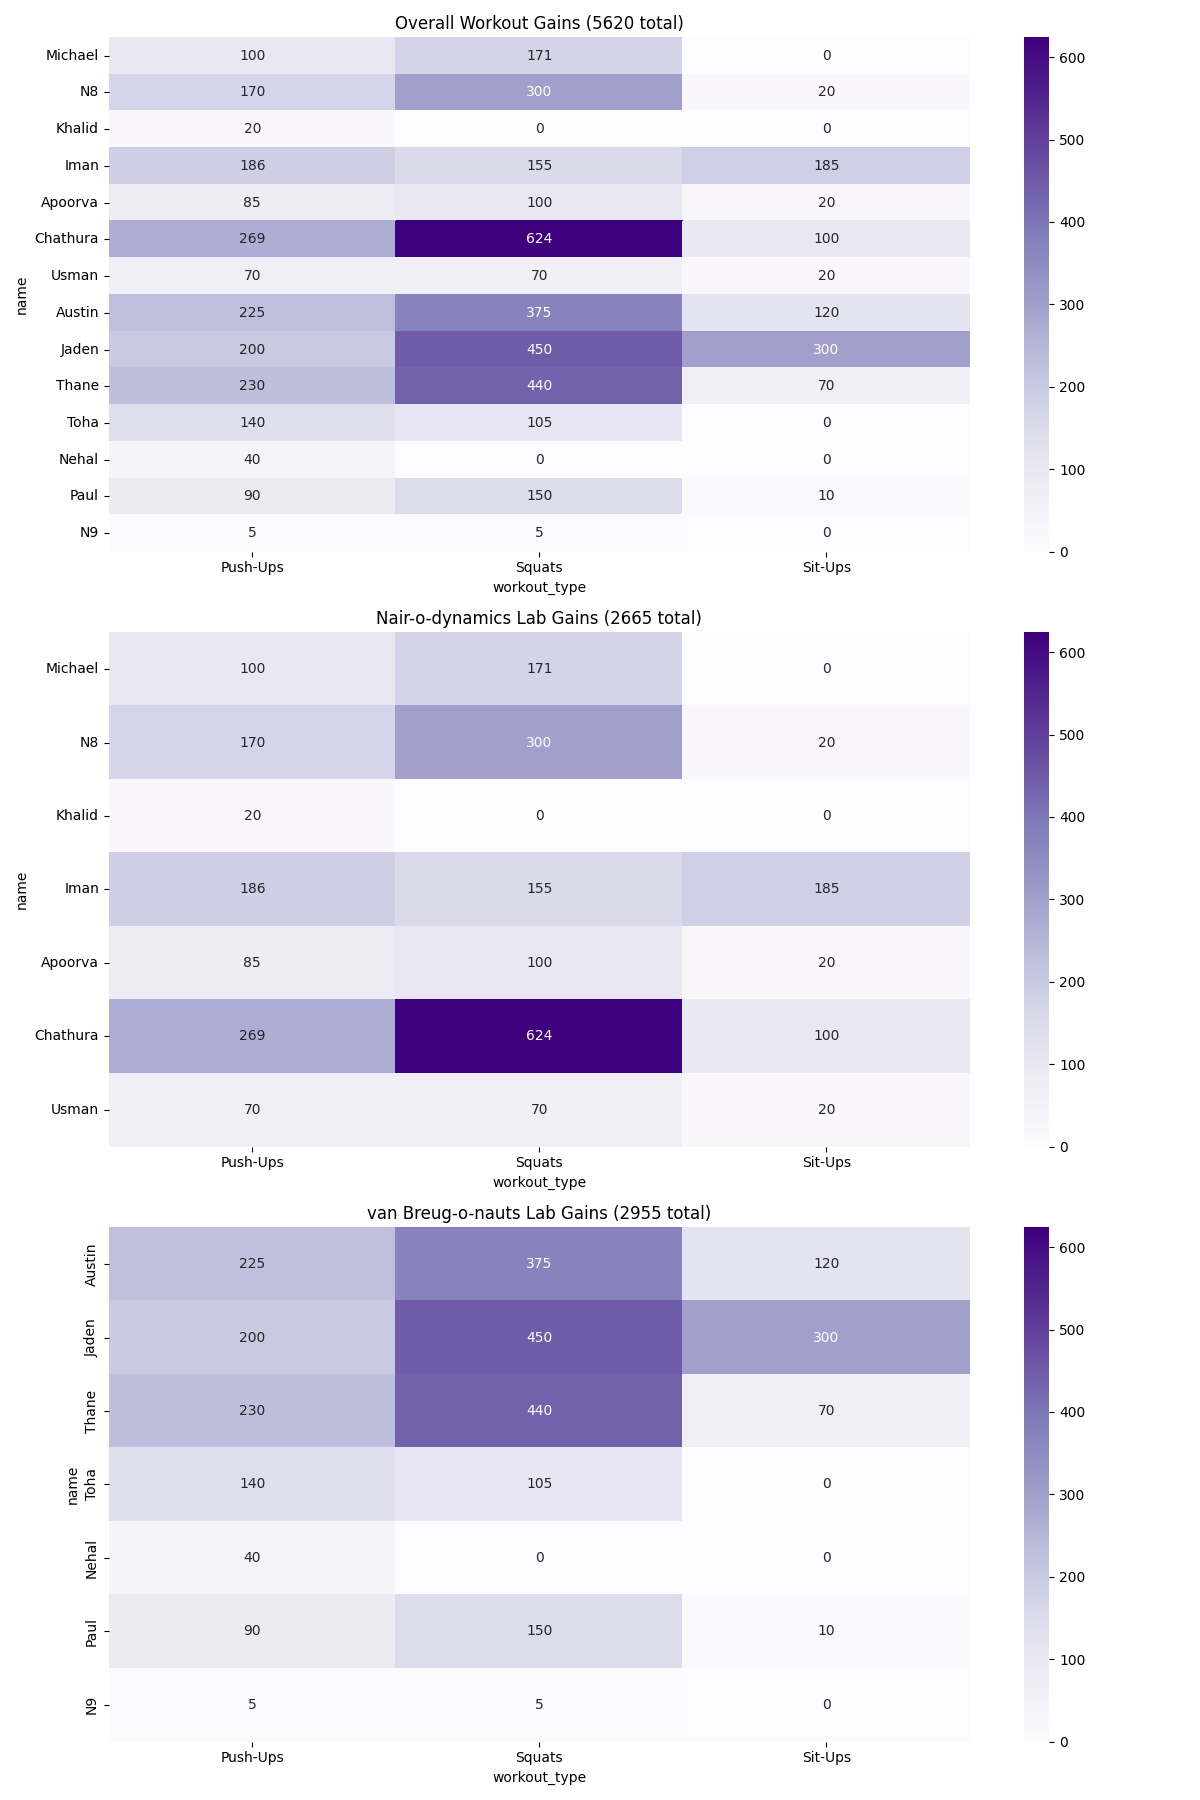 Overall Workout Gains (5620 total)
name
Michael 100 171 0
N8 170 300 20
Khalid 20 0 0
Iman 186 155 185
Apoorva 85 100 20
Chathura 269 624 100
Usman 70 70 20
Austin 225 375 120
Jaden 200 450 300
Thane 230 440 70
Toha 140 105 0
Nehal 40 0 0
Paul 90 150 10
N9 5 5 0
Push-Ups Squats Sit-Ups
workout_type
600
500
400
300
200
100
0
Nair-o-dynamics Lab Gains (2665 total)
name
Michael 100 171 0
N8 170 300 20
Khalid 20 0 0
Iman 186 155 185
Apoorva 85 100 20
Chathura 269 624 100
Usman 70 70 20
Push-Ups Squats Sit-Ups
workout_type
600
500
400
300
200
100
0
van Breug-o-nauts Lab Gains (2955 total)
name
Austin 225 375 120
Jaden 200 450 300
Thane 230 440 70
Toha 140 105 0
Nehal 40 0 0
Paul 90 150 10
N9 5 5 0
Push-Ups Squats Sit-Ups
workout_type
600
500
400
300
200
100
0